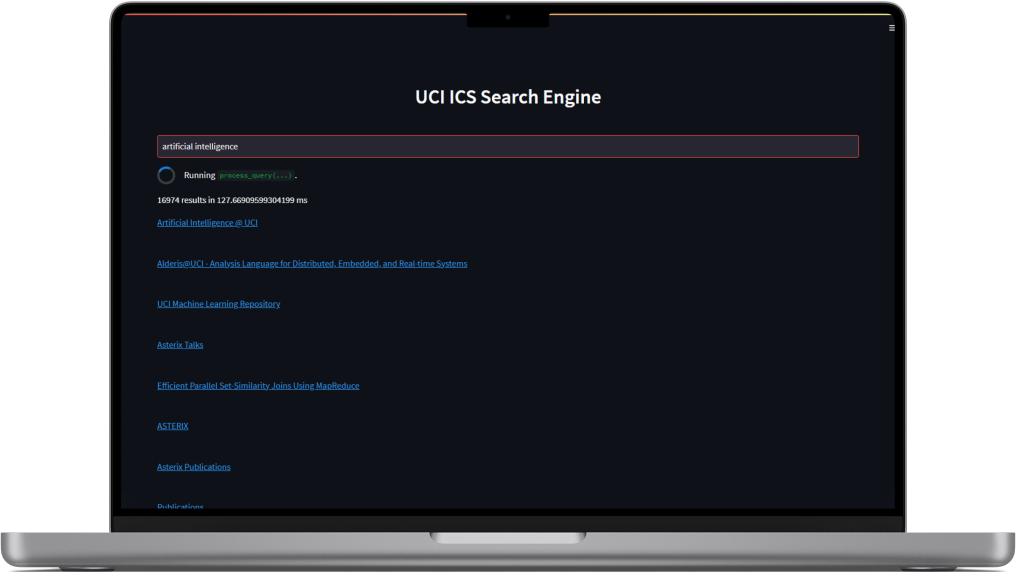 UCI ICS Search Engine
artificial intelligence
Running process_query(...).
16974 results in 127.66909599304199 ms
Artificial Intelligence @ UCI
Alderis@UCI - Analysis Language for Distributed, Embedded, and Real-time Systems
UCI Machine Learning Repository
Asterix Talks
Efficient Parallel Set-Similarity Joins Using MapReduce
ASTERIX
Asterix Publications
Publications